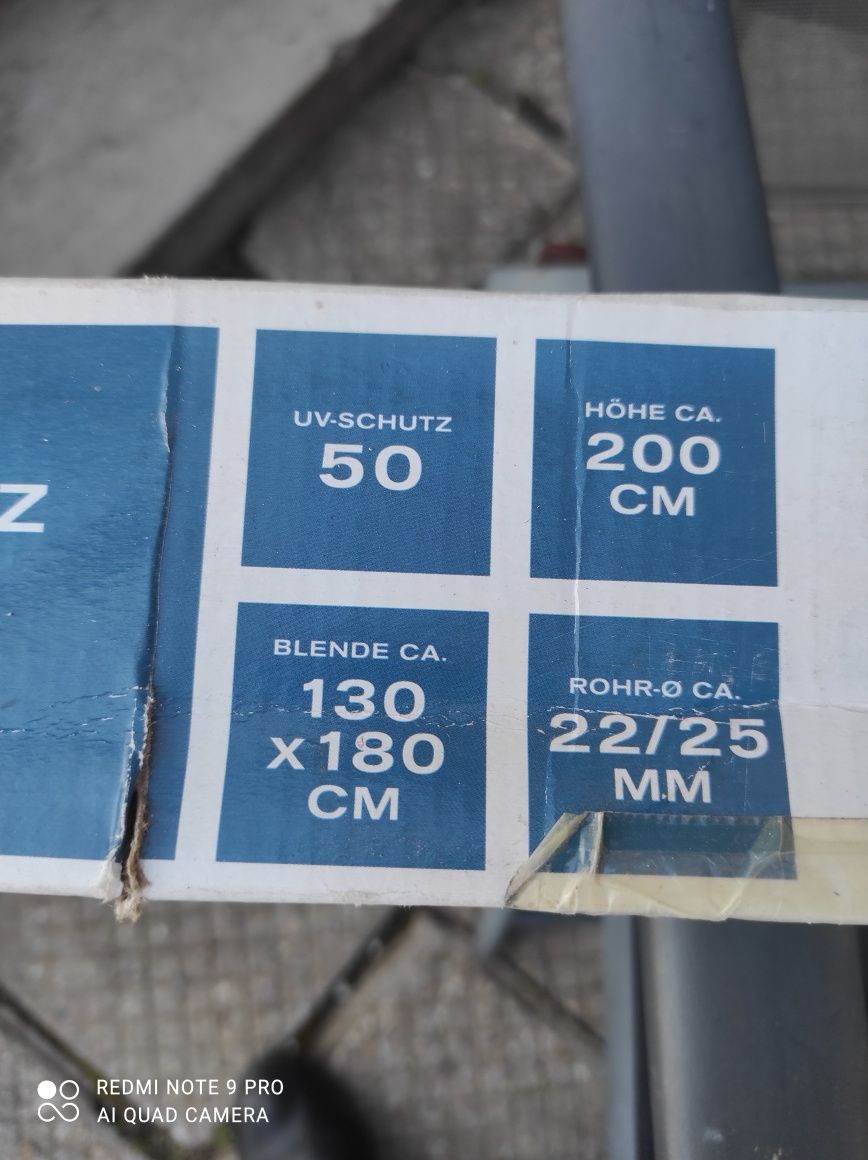 UV-SCHUTZ
50
HÖHE CA.
200
CM
Z
BLENDE CA.
130
x180
CM
ROHR-Ø CA.
22/25
MM
REDMI NOTE 9 PRO
AI QUAD CAMERA